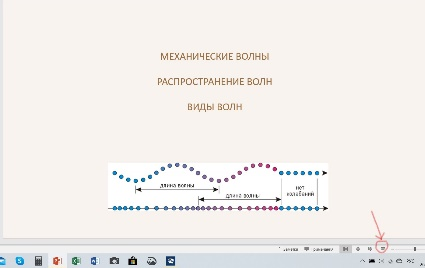 МЕХАНИЧЕСКИЕ ВОЛНЫ
РАСПРОСТРАНЕНИЕ ВОЛН
ВИДЫ ВОЛН
длина волны
длина волны
нет
колебаний